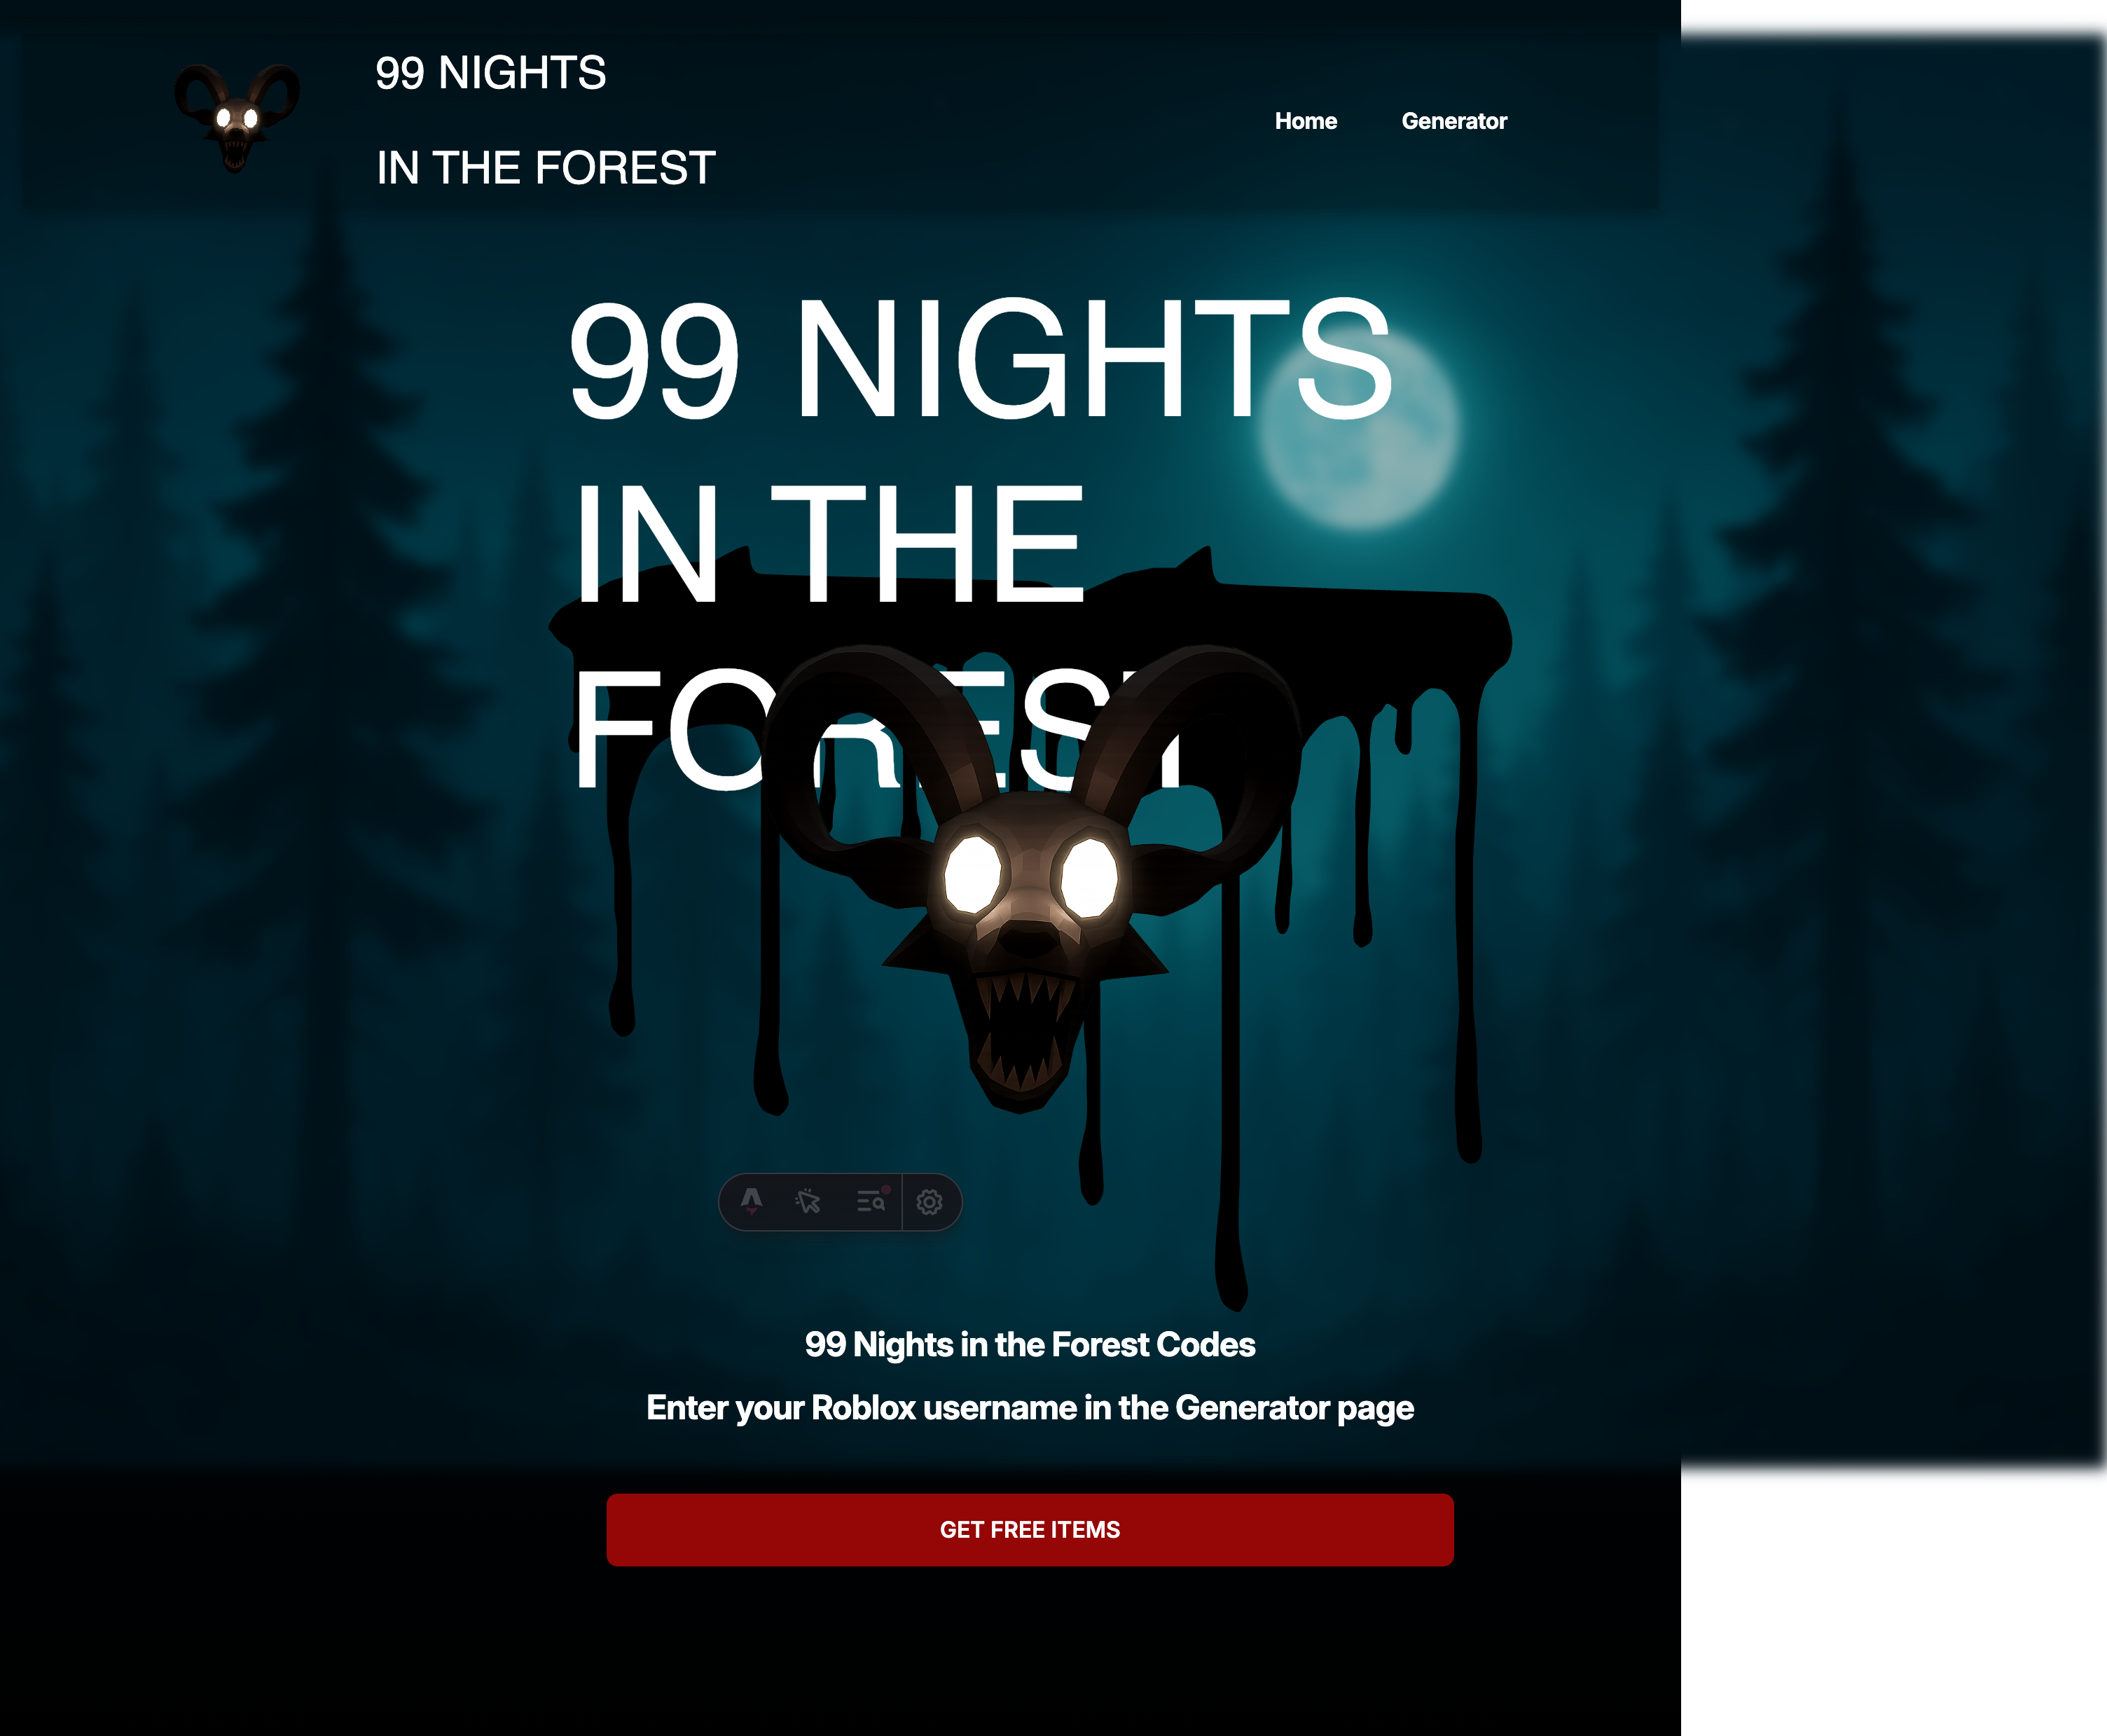 99 NIGHTS
IN THE FOREST
Home
Generator
99 NIGHTS
IN THE
FOREST
99 Nights in the Forest Codes
Enter your Roblox username in the Generator page
GET FREE ITEMS